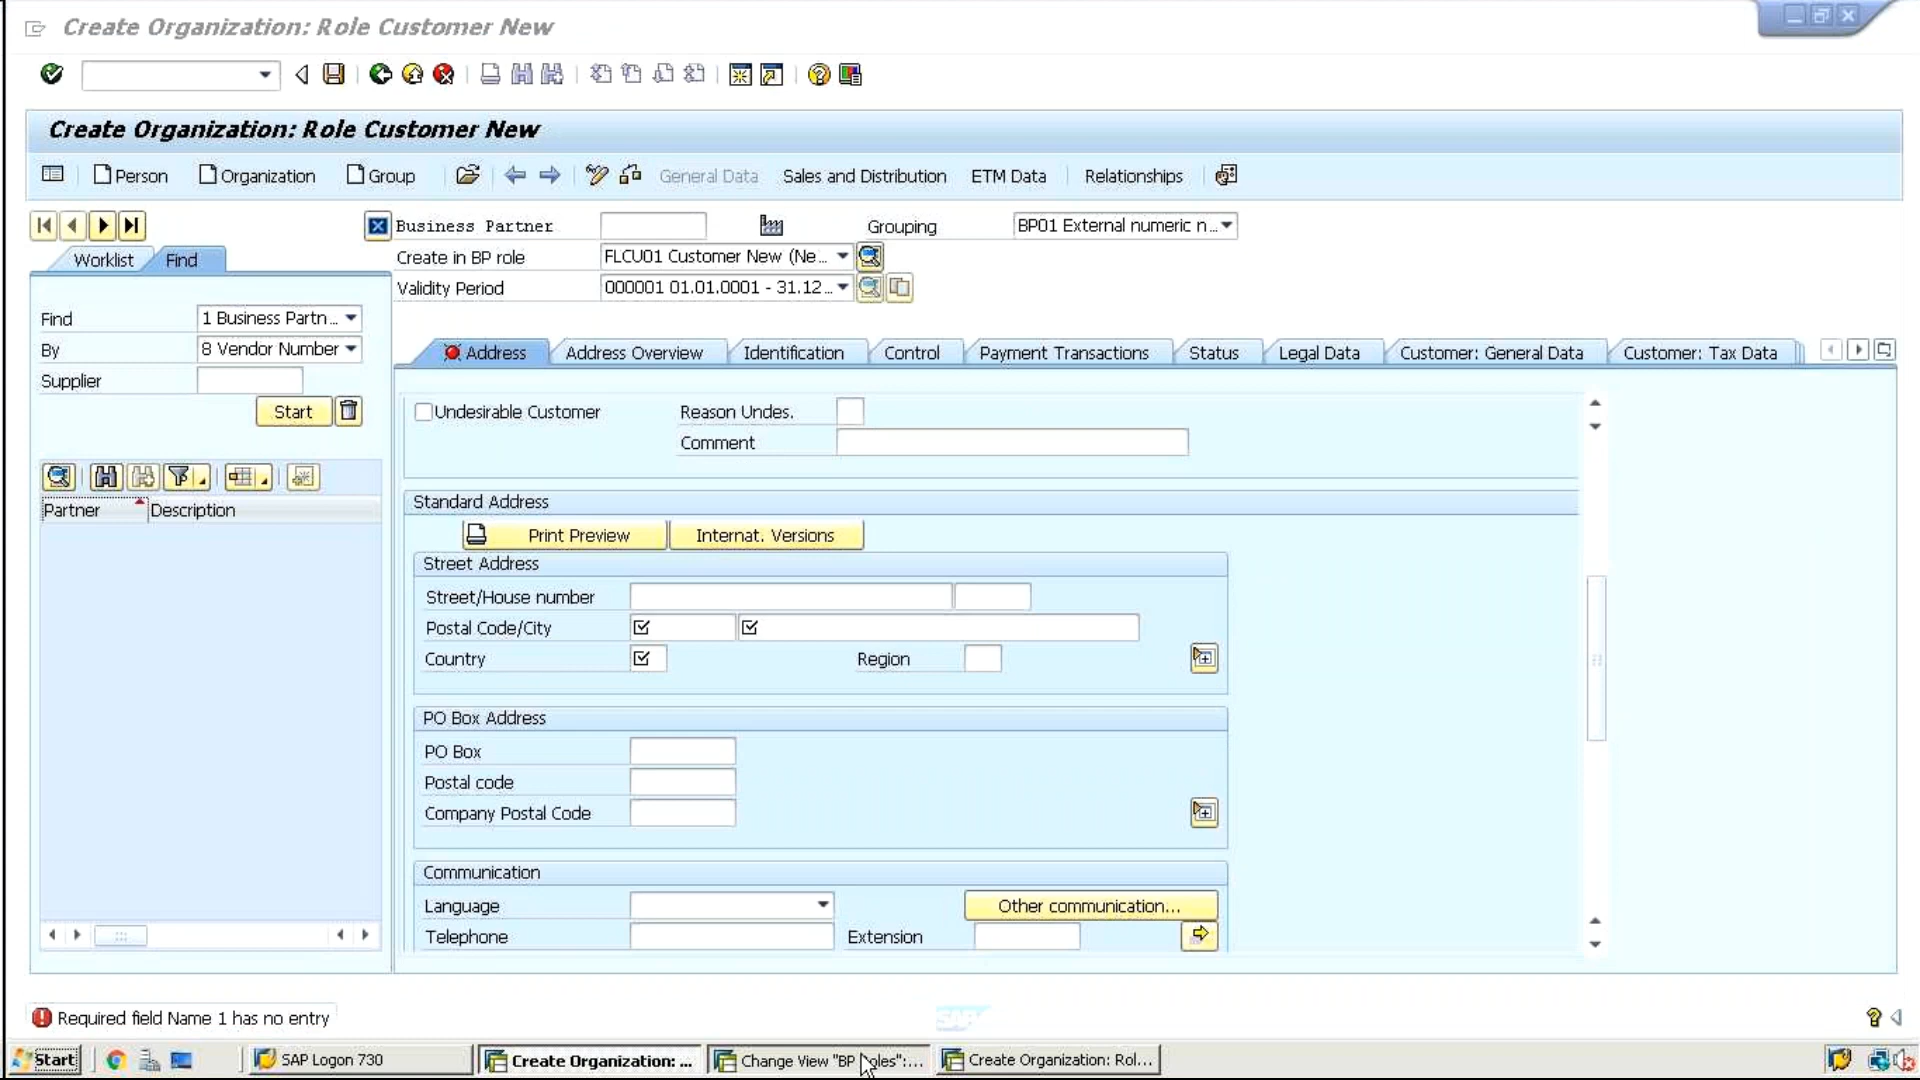 Create Organization: Role Customer New
Create Organization: Role Customer New
Person Organization Group General Data Sales and Distribution ETM Data Relationships
Business Partner Grouping BP01 External numeric n...
Worklist Find
Create in BP role FLCU01 Customer New (Ne...
Validity Period 000001 01.01.0001 - 31.12...
Find 1 Business Partn...
By 8 Vendor Number
Supplier
Start
Address Address Overview Identification Control Payment Transactions Status Legal Data Customer: General Data Customer: Tax Data
Undesirable Customer Reason Undes.
Comment
Partner Description
Standard Address
Print Preview Internat. Versions
Street Address
Street/House number
Postal Code/City
Country Region
PO Box Address
PO Box
Postal code
Company Postal Code
Communication
Language Other communication...
Telephone Extension
Required field Name 1 has no entry
SAP
Start SAP Logon 730 Create Organization: ... Change View "BP Roles":... Create Organization: Rol...